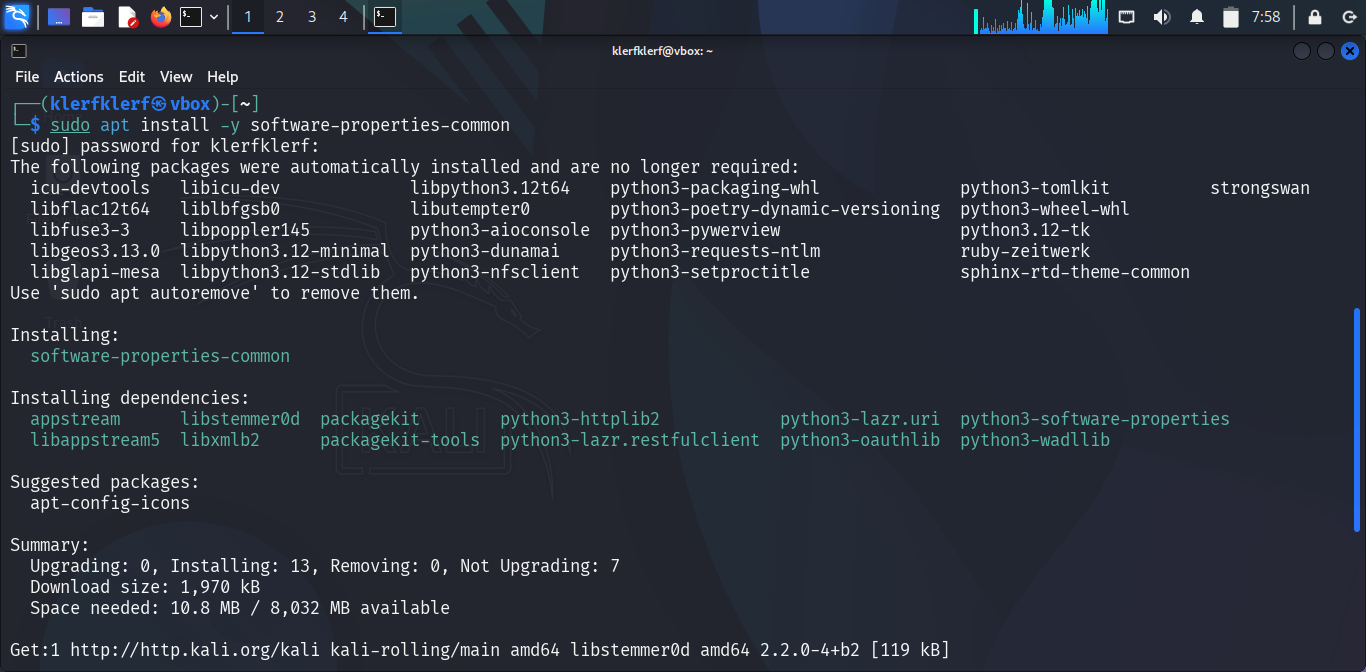 1 2 3 4 7:58
klerfklerf@vbox: ~
File Actions Edit View Help
┌──(klerfklerf㉿vbox)-[~]
└─$ sudo apt install -y software-properties-common
[sudo] password for klerfklerf:
The following packages were automatically installed and are no longer required:
icu-devtools libicu-dev libpython3.12t64 python3-packaging-whl python3-tomlkit strongswan
libflac12t64 liblbfgsb0 libutempter0 python3-poetry-dynamic-versioning python3-wheel-whl
libfuse3-3 libpoppler145 python3-aioconsole python3-pywerview python3.12-tk
libgeos3.13.0 libpython3.12-minimal python3-dunamai python3-requests-ntlm ruby-zeitwerk
libglapi-mesa libpython3.12-stdlib python3-nfsclient python3-setproctitle sphinx-rtd-theme-common
Use 'sudo apt autoremove' to remove them.
Installing:
software-properties-common
Installing dependencies:
appstream libstemmer0d packagekit python3-httplib2 python3-lazr.uri python3-software-properties
libappstream5 libxmlb2 packagekit-tools python3-lazr.restfulclient python3-oauthlib python3-wadllib
KALI
Suggested packages:
apt-config-icons
Summary:
Upgrading: 0, Installing: 13, Removing: 0, Not Upgrading: 7
Download size: 1,970 kB
Space needed: 10.8 MB / 8,032 MB available
Get:1 http://http.kali.org/kali kali-rolling/main amd64 libstemmer0d amd64 2.2.0-4+b2 [119 kB]